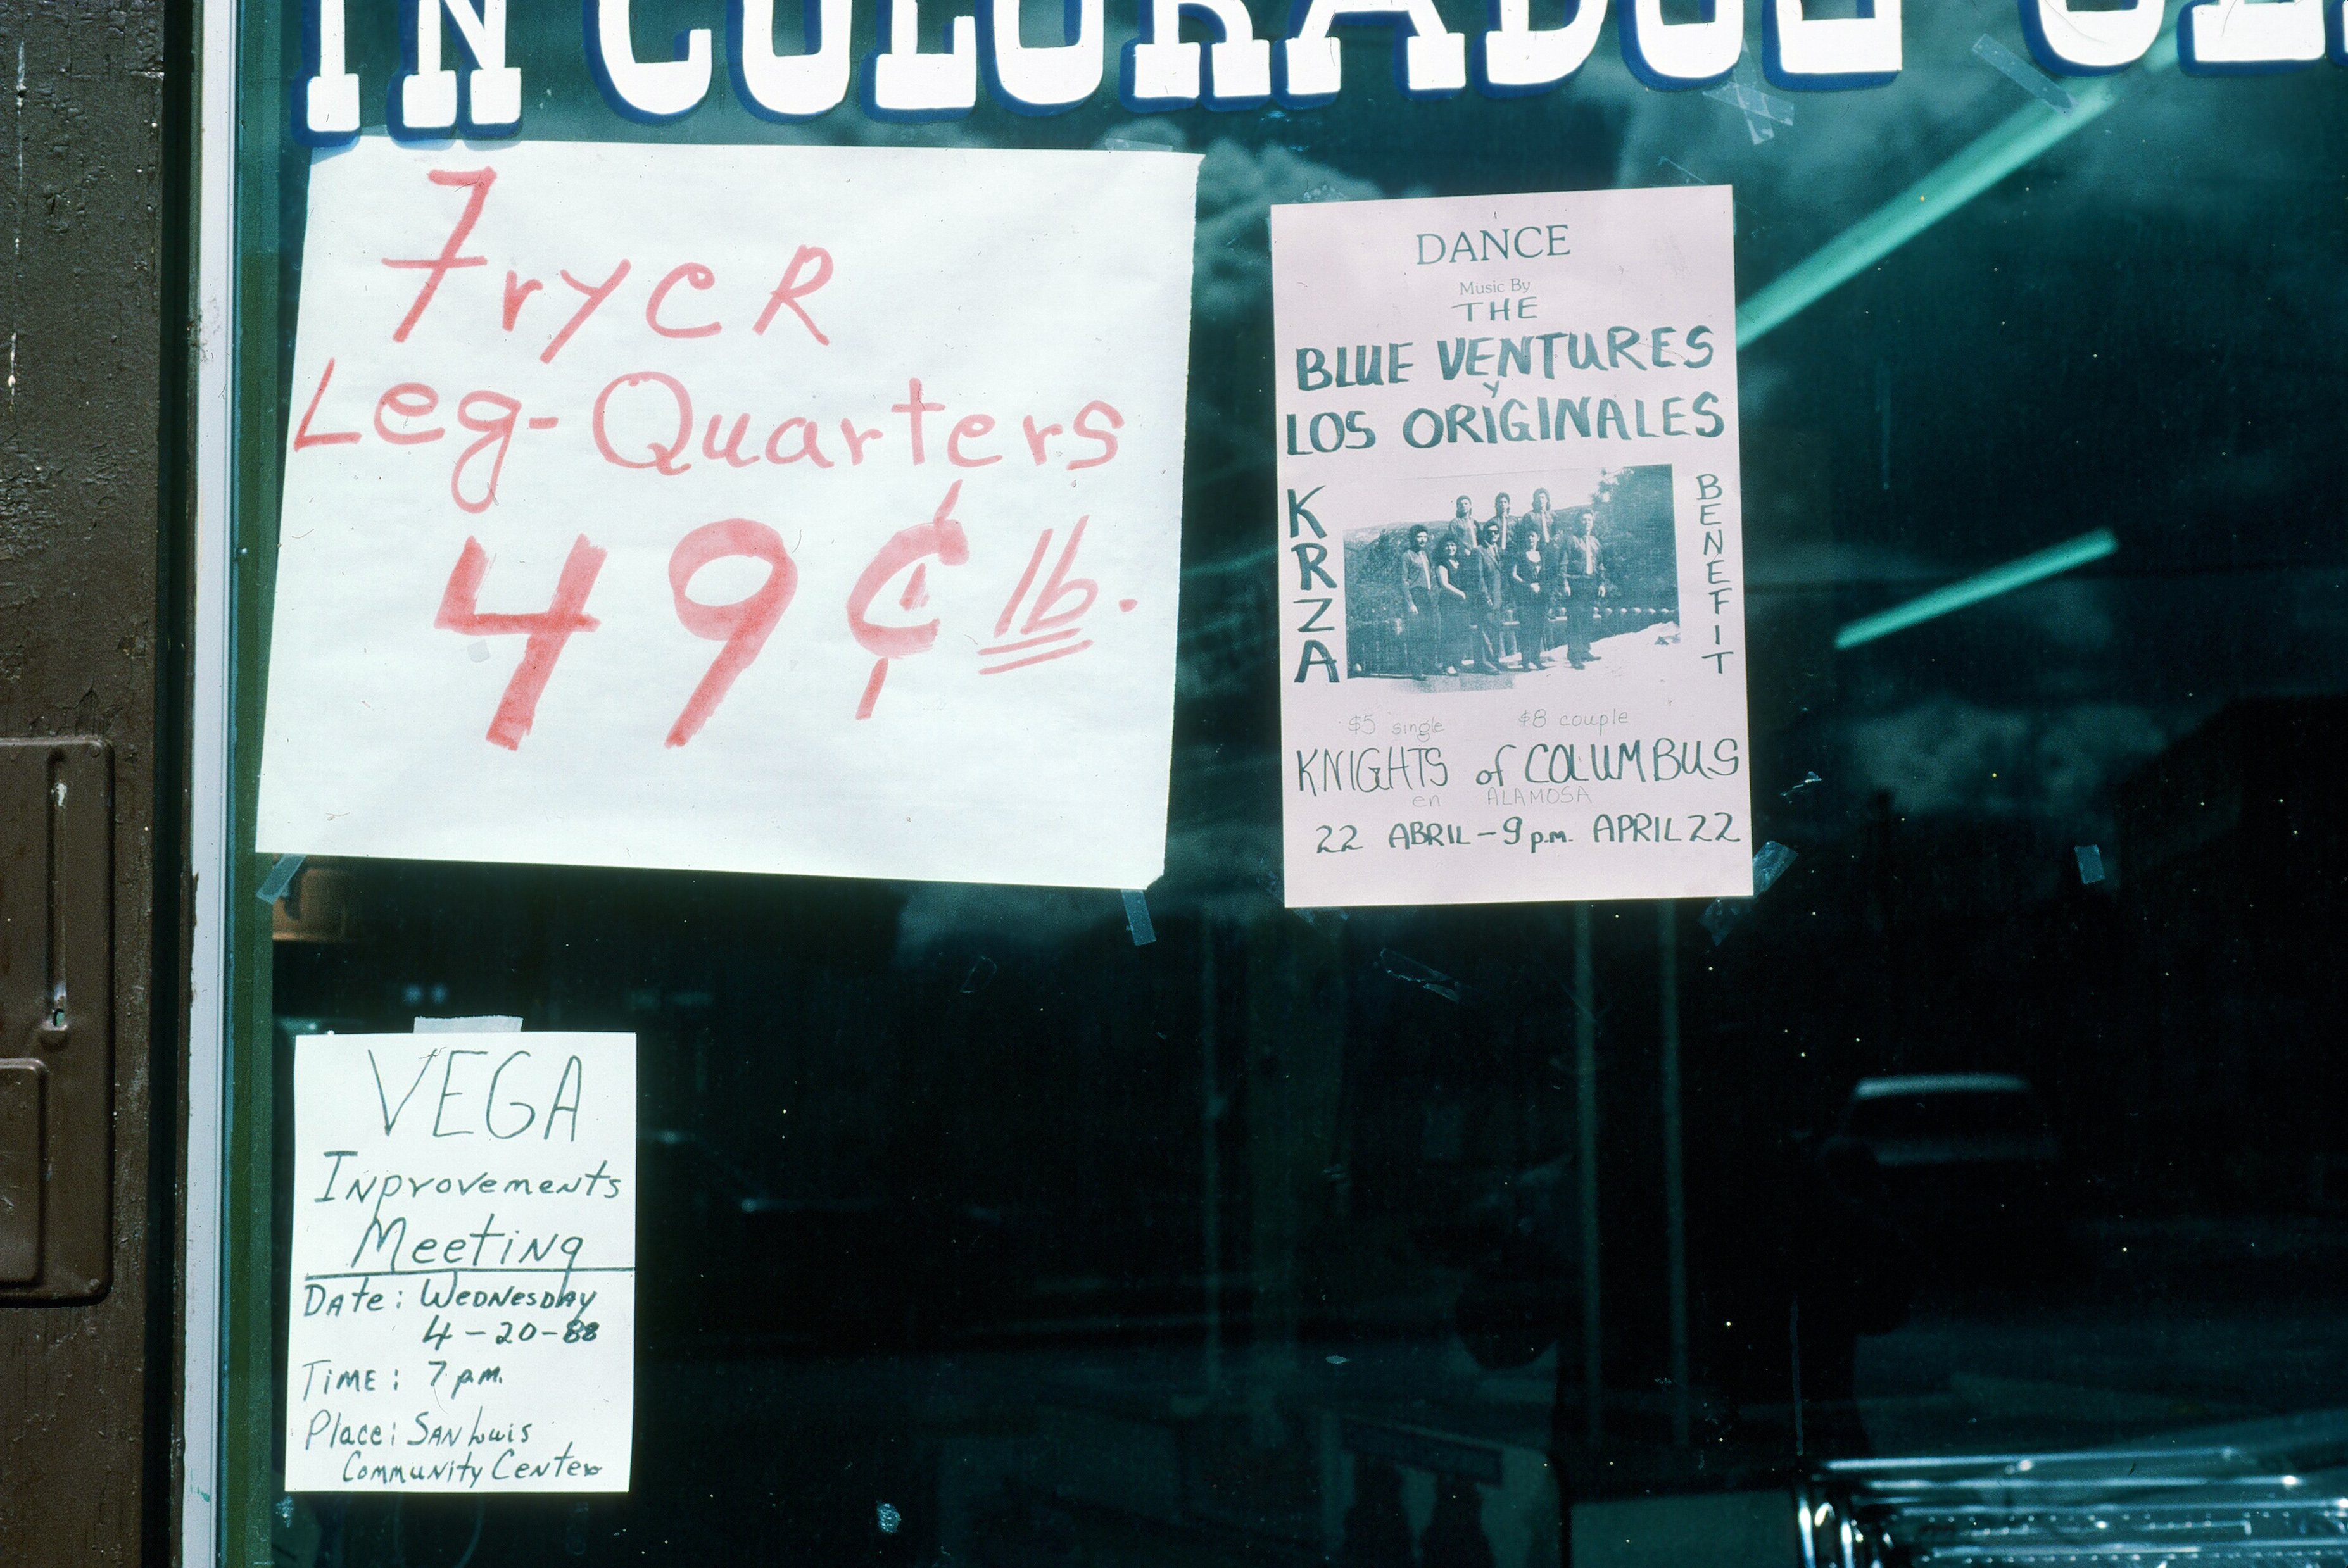 IN COLORADO
Fryer
Leg-Quarters
49¢ lb.
DANCE
Music By
THE
BLUE VENTURES
y
LOS ORIGINALES
KRZA
BENEFIT
$5 single $8 couple
KNIGHTS of COLUMBUS
en ALAMOSA
22 ABRIL - 9 p.m. APRIL 22
VEGA
Inprovements
Meeting
Date: Wednesday
4-20-88
Time: 7 pm.
Place: San Luis
Community Center